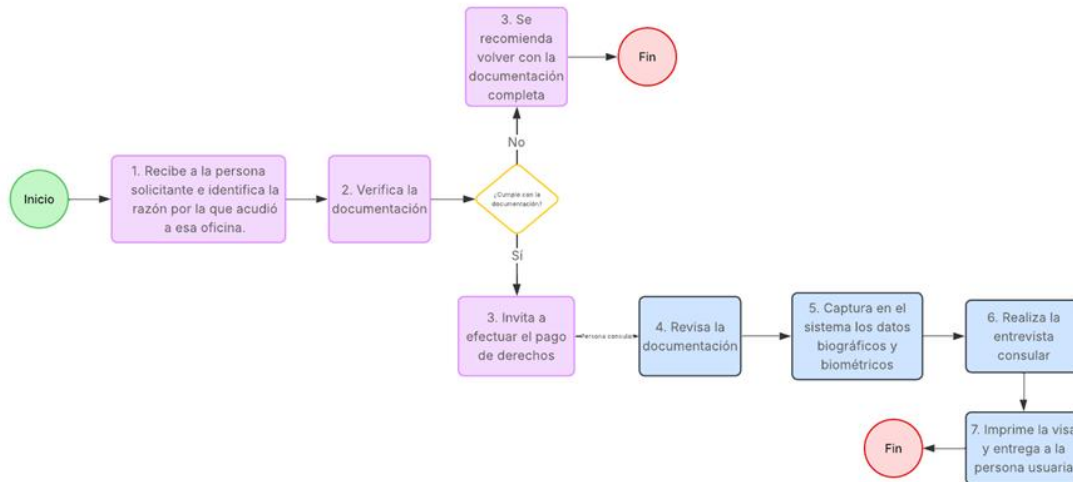 3. Se
recomienda
volver con la
documentación
completa
Fin
No
Inicio
1. Recibe a la persona
solicitante e identifica la
razón por la que acudió
a esa oficina.
2. Verifica la
documentación
¿Cumple con la
documentación?
Sí
3. Invita a
efectuar el pago
de derechos
Persona consular
4. Revisa la
documentación
5. Captura en el
sistema los datos
biográficos y
biométricos
6. Realiza la
entrevista
consular
7. Imprime la visa
y entrega a la
persona usuaria
Fin